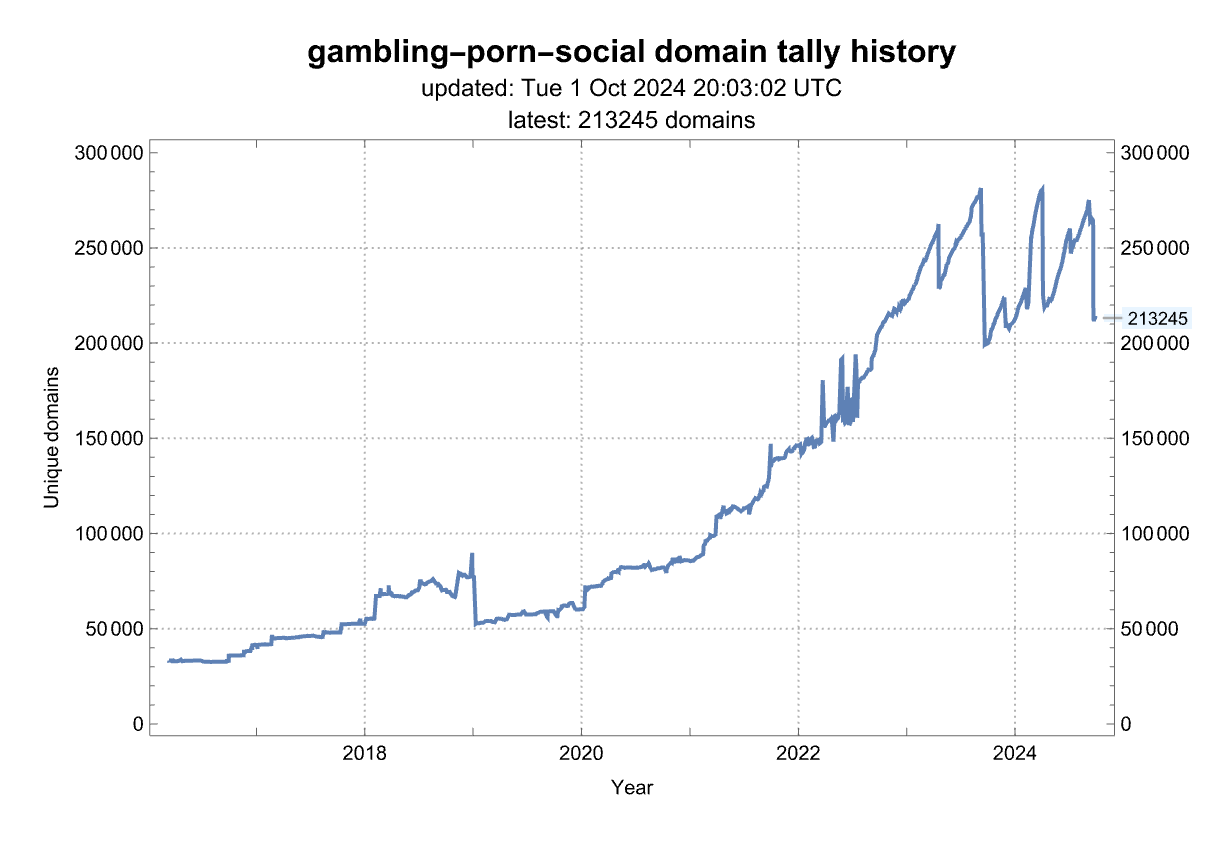 gambling–porn–social domain tally history
updated: Tue 1 Oct 2024 20:03:02 UTC
latest: 213245 domains
300 000 300 000
250 000 250 000
213245
200 000 200 000
150 000 150 000
100 000 100 000
50 000 50 000
0 0
Unique domains
2018 2020 2022 2024
Year